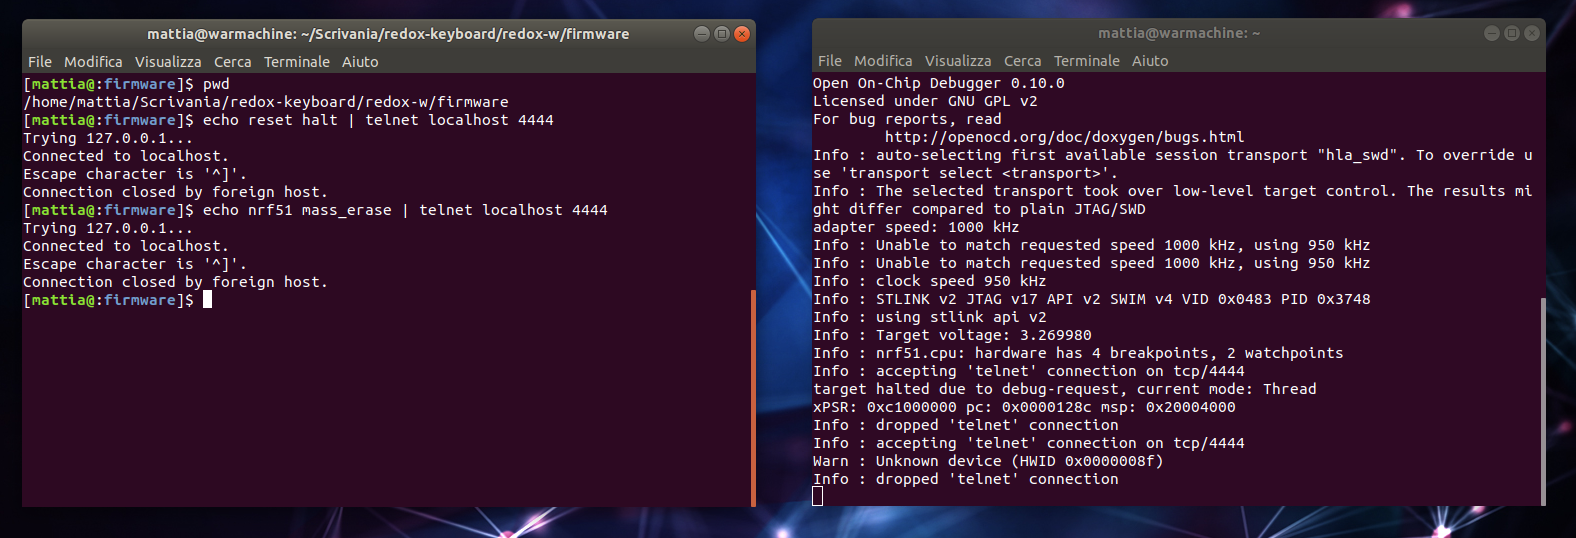 mattia@warmachine: ~/Scrivania/redox-keyboard/redox-w/firmware
File Modifica Visualizza Cerca Terminale Aiuto
[mattia@:firmware]$ pwd
/home/mattia/Scrivania/redox-keyboard/redox-w/firmware
[mattia@:firmware]$ echo reset halt | telnet localhost 4444
Trying 127.0.0.1...
Connected to localhost.
Escape character is '^]'.
Connection closed by foreign host.
[mattia@:firmware]$ echo nrf51 mass_erase | telnet localhost 4444
Trying 127.0.0.1...
Connected to localhost.
Escape character is '^]'.
Connection closed by foreign host.
[mattia@:firmware]$
mattia@warmachine: ~
File Modifica Visualizza Cerca Terminale Aiuto
Open On-Chip Debugger 0.10.0
Licensed under GNU GPL v2
For bug reports, read
        http://openocd.org/doc/doxygen/bugs.html
Info : auto-selecting first available session transport "hla_swd". To override u
se 'transport select <transport>'.
Info : The selected transport took over low-level target control. The results mi
ght differ compared to plain JTAG/SWD
adapter speed: 1000 kHz
Info : Unable to match requested speed 1000 kHz, using 950 kHz
Info : Unable to match requested speed 1000 kHz, using 950 kHz
Info : clock speed 950 kHz
Info : STLINK v2 JTAG v17 API v2 SWIM v4 VID 0x0483 PID 0x3748
Info : using stlink api v2
Info : Target voltage: 3.269980
Info : nrf51.cpu: hardware has 4 breakpoints, 2 watchpoints
Info : accepting 'telnet' connection on tcp/4444
target halted due to debug-request, current mode: Thread
xPSR: 0xc1000000 pc: 0x0000128c msp: 0x20004000
Info : dropped 'telnet' connection
Info : accepting 'telnet' connection on tcp/4444
Warn : Unknown device (HWID 0x0000008f)
Info : dropped 'telnet' connection